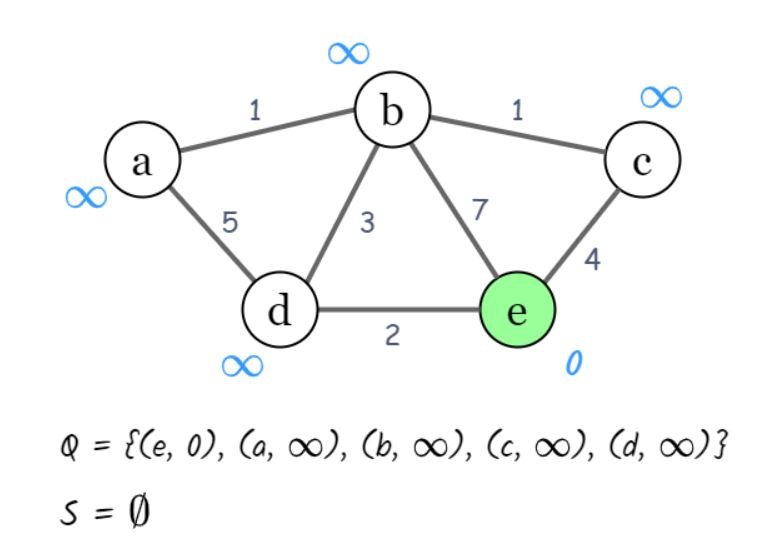 ∞
∞
1
b
1
a
c
∞
5
3
7
4
d
e
2
∞
0
Q = {(e, 0), (a, ∞), (b, ∞), (c, ∞), (d, ∞)}
S = ∅